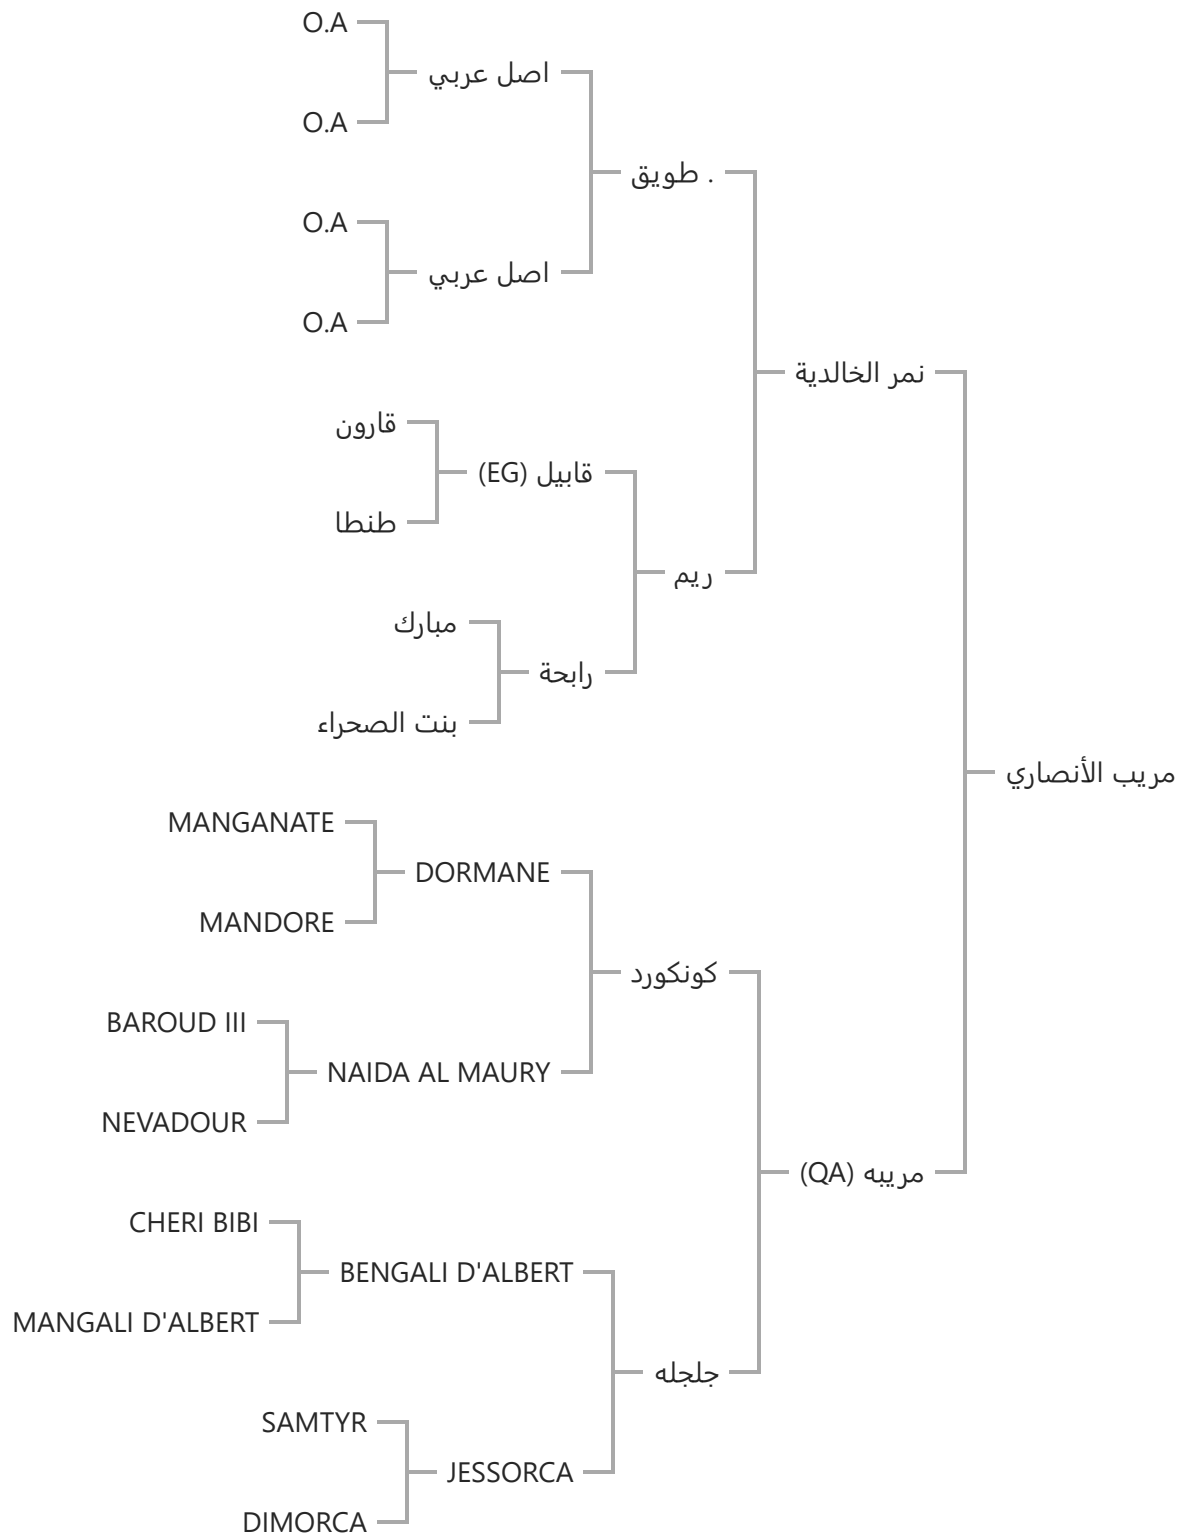 O.A
اصل عربي
O.A
طويق .
O.A
اصل عربي
O.A
نمر الخالدية
قارون
قابيل (EG)
طنطا
ريم
مبارك
رابحة
بنت الصحراء
مريب الأنصاري
MANGANATE
DORMANE
MANDORE
كونكورد
BAROUD III
NAIDA AL MAURY
NEVADOUR
مريبه (QA)
CHERI BIBI
BENGALI D'ALBERT
MANGALI D'ALBERT
جلجله
SAMTYR
JESSORCA
DIMORCA